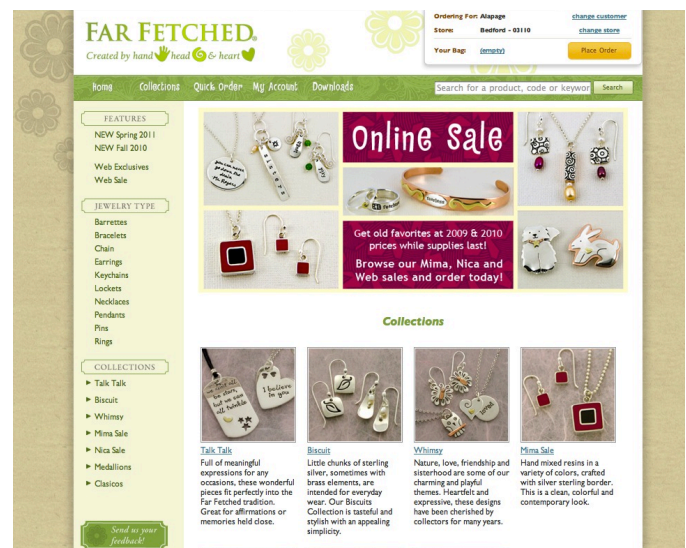 FAR FETCHED®
Created by hand head & heart
Ordering For: Alapage change customer
Store: Bedford - 03110 change store
Your Bag: (empty) Place Order
Home Collections Quick Order My Account Downloads
Search for a product, code or keywor Search
FEATURES
NEW Spring 2011
NEW Fall 2010
Web Exclusives
Web Sale
JEWELRY TYPE
Barrettes
Bracelets
Chain
Earrings
Keychains
Lockets
Necklaces
Pendants
Pins
Rings
COLLECTIONS
Talk Talk
Biscuit
Whimsy
Mima Sale
Nica Sale
Medallions
Clasicos
Send us your
feedback!
sisters
Online Sale
Get old favorites at 2009 & 2010
prices while supplies last!
Browse our Mima, Nica and
Web sales and order today!
Collections
I believe
in you
Talk Talk
Full of meaningful
expressions for any
occasions, these wonderful
pieces fit perfectly into the
Far Fetched tradition.
Great for affirmations or
memories held close.
Biscuit
Little chunks of sterling
silver, sometimes with
brass elements, are
intended for everyday
wear. Our Biscuits
Collection is tasteful and
stylish with an appealing
simplicity.
Whimsy
Nature, love, friendship and
sisterhood are some of our
charming and playful
themes. Heartfelt and
expressive, these designs
have been cherished by
collectors for many years.
Mima Sale
Hand mixed resins in a
variety of colors, crafted
with silver sterling border.
This is a clean, colorful and
contemporary look.